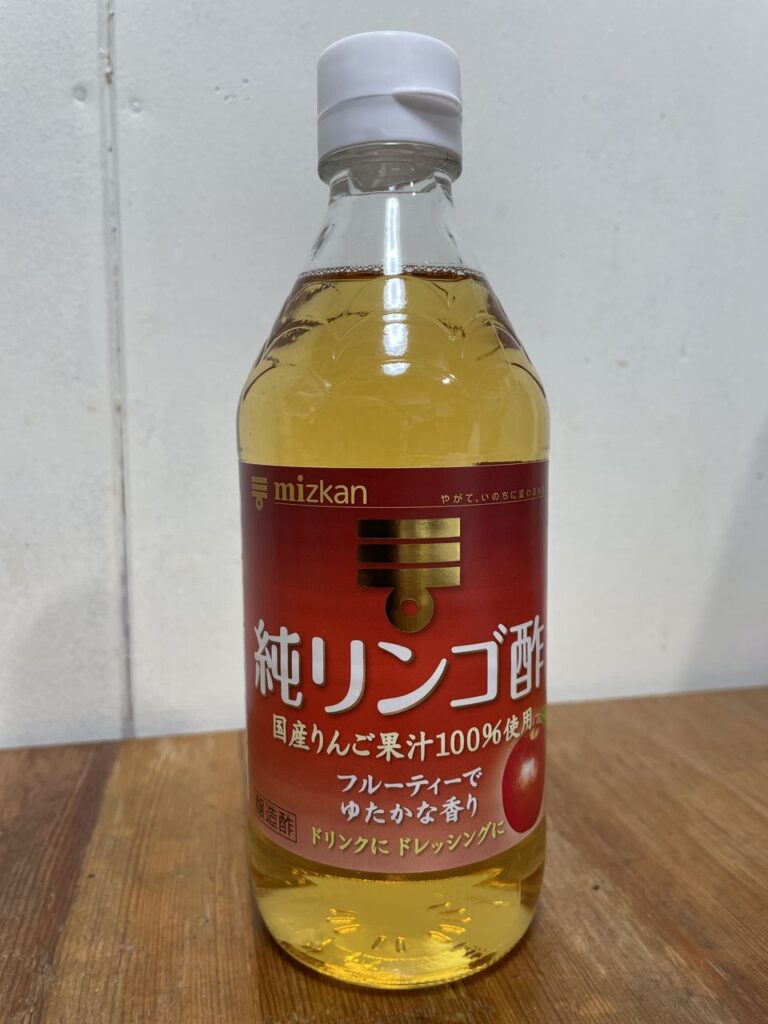 mizkan
やがて、いのちに変わるもの
純リンゴ酢
国産りんご果汁100%使用
フルーティーで
ゆたかな香り
醸造酢
ドリンクに ドレッシングに